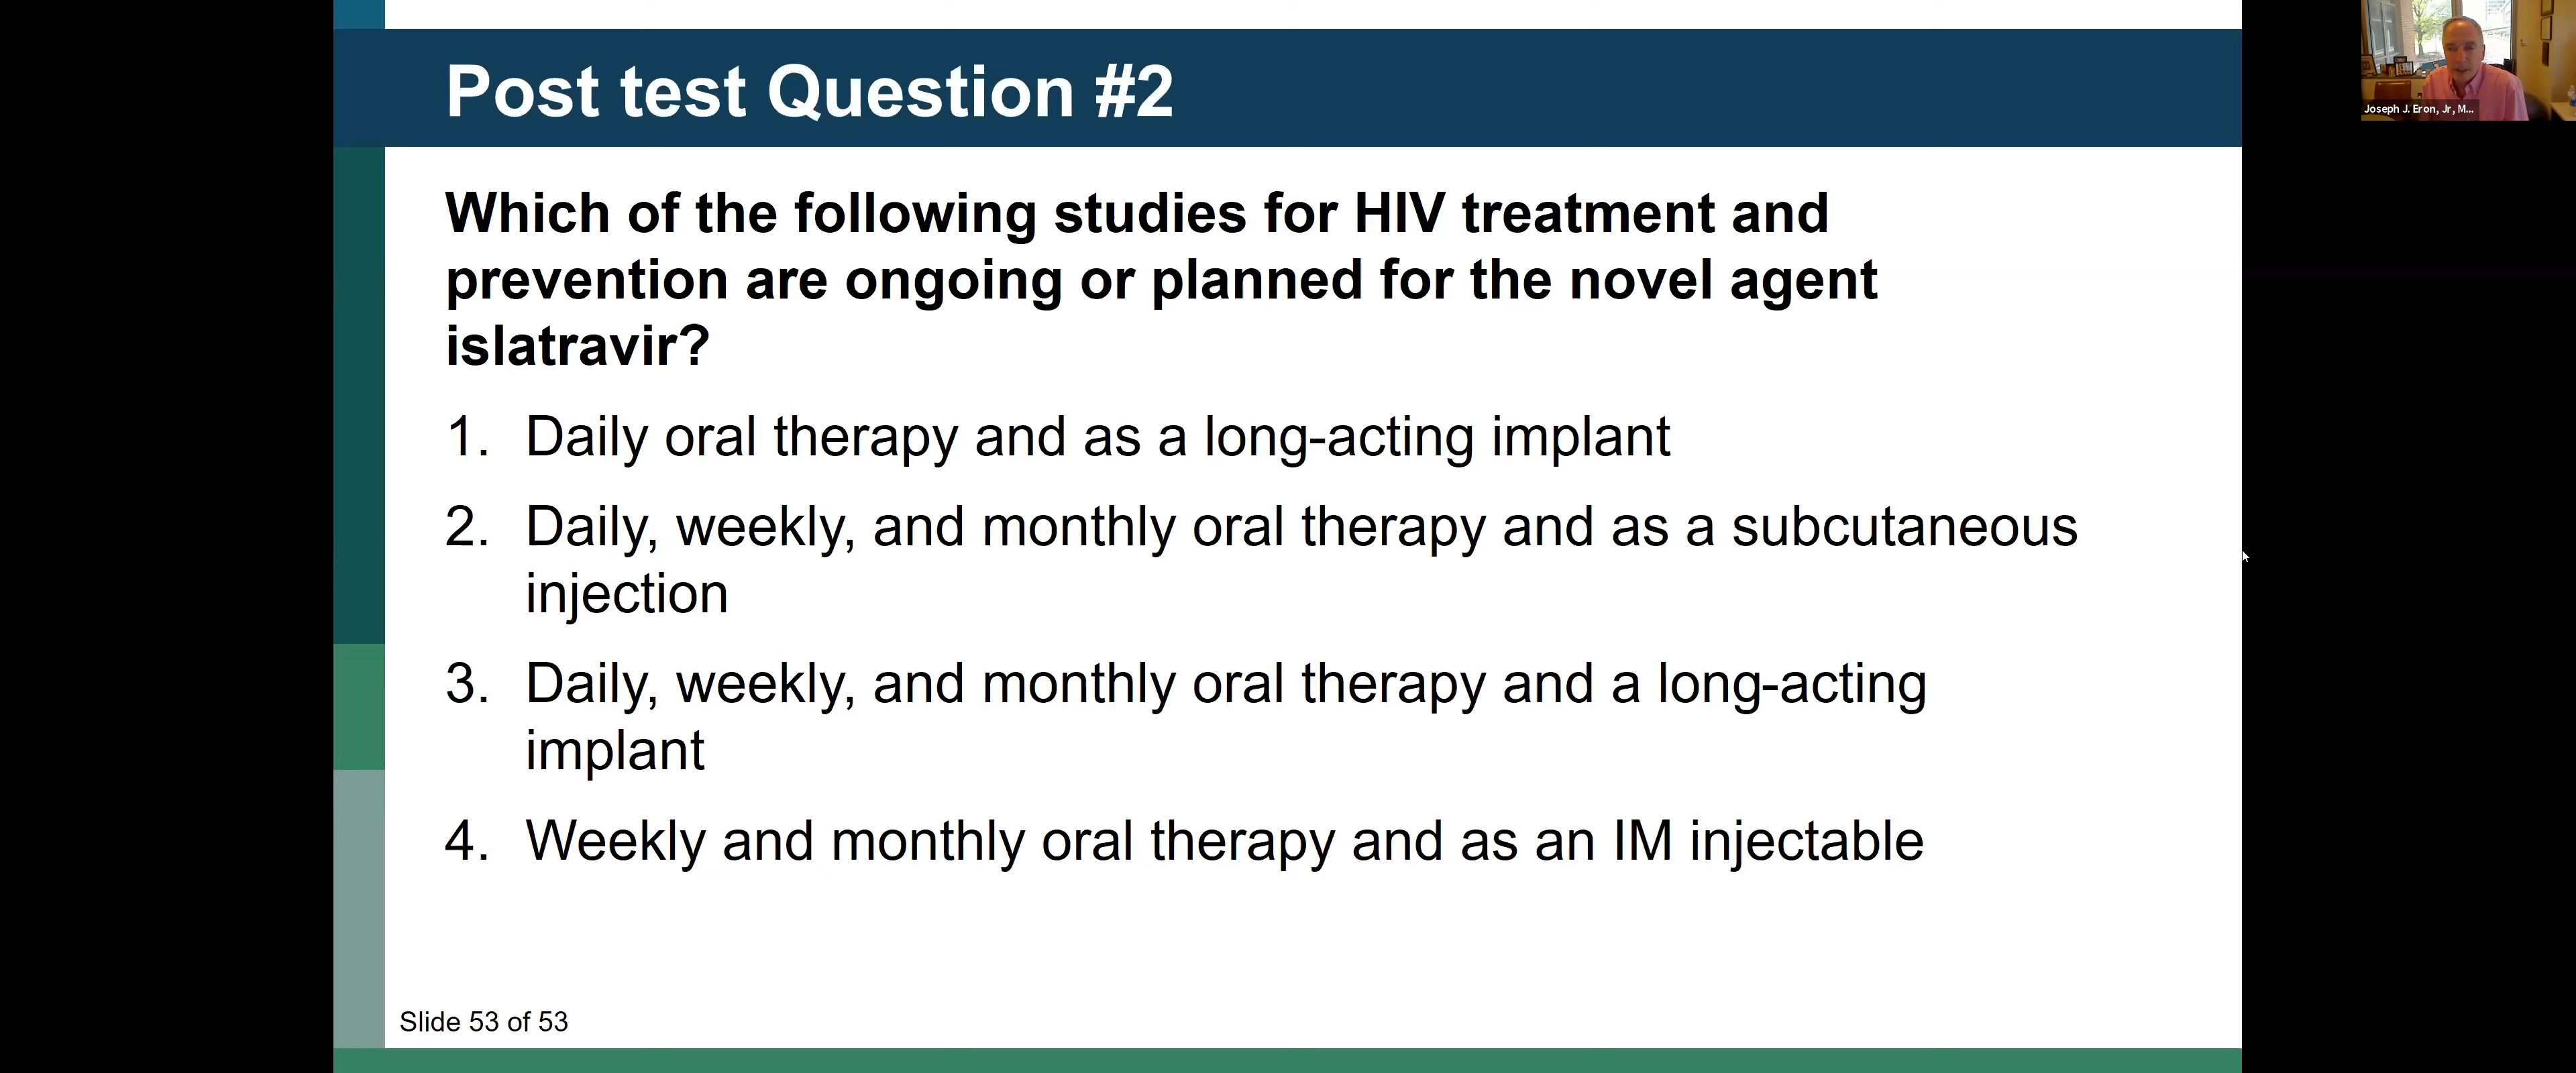 Post test Question #2
Joseph J. Eron, Jr, M...
Which of the following studies for HIV treatment and
prevention are ongoing or planned for the novel agent
islatravir?
1. Daily oral therapy and as a long-acting implant
2. Daily, weekly, and monthly oral therapy and as a subcutaneous
injection
3. Daily, weekly, and monthly oral therapy and a long-acting
implant
4. Weekly and monthly oral therapy and as an IM injectable
Slide 53 of 53